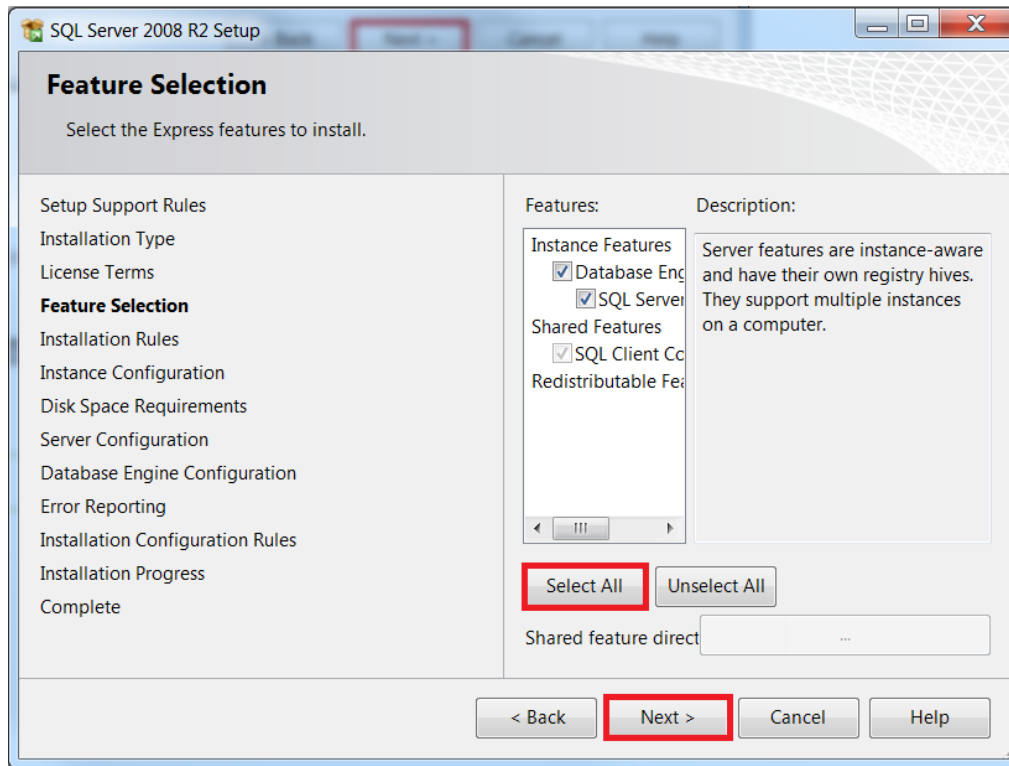 SQL Server 2008 R2 Setup
Feature Selection
Select the Express features to install.
Setup Support Rules
Installation Type
License Terms
Feature Selection
Installation Rules
Instance Configuration
Disk Space Requirements
Server Configuration
Database Engine Configuration
Error Reporting
Installation Configuration Rules
Installation Progress
Complete
Features:
Instance Features
Database Eng
SQL Server
Shared Features
SQL Client Co
Redistributable Fea
Description:
Server features are instance-aware
and have their own registry hives.
They support multiple instances
on a computer.
Select All
Unselect All
Shared feature direct
...
< Back
Next >
Cancel
Help